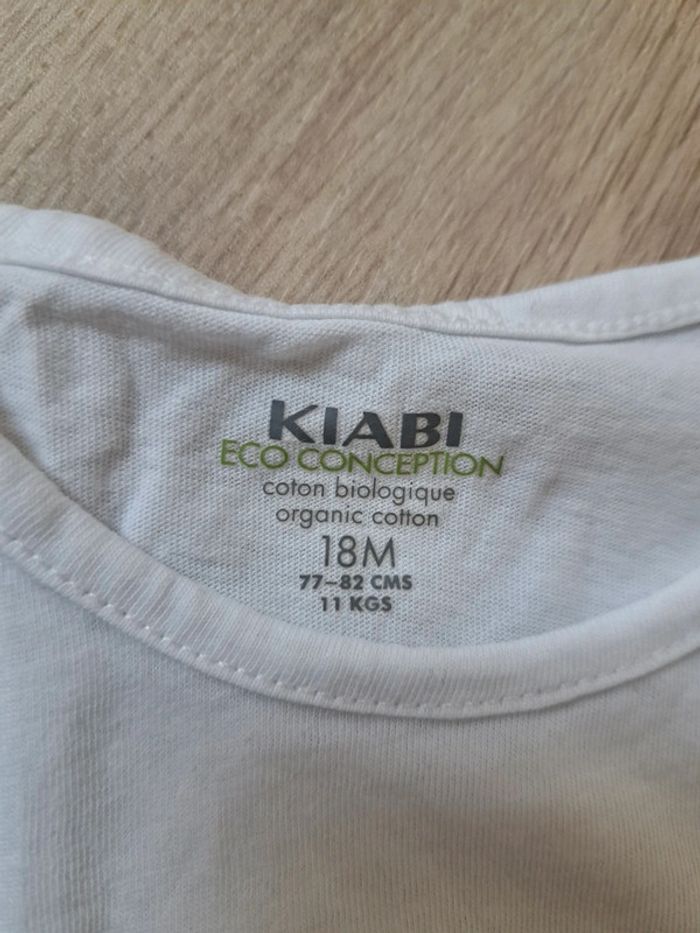 KIABI
ECO CONCEPTION
coton biologique
organic cotton
18M
77–82 CMS
11 KGS